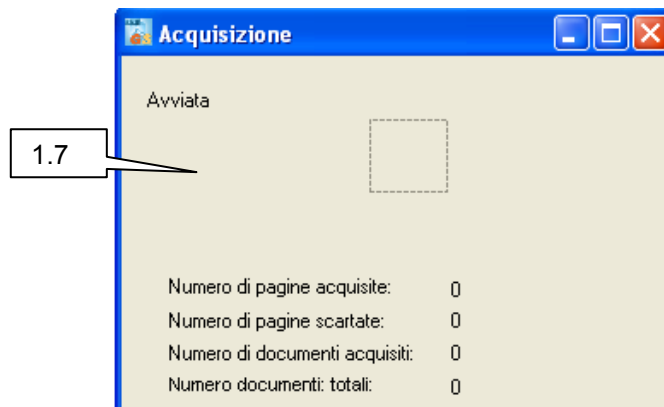 Acquisizione
Avviata
1.7
Numero di pagine acquisite: 0
Numero di pagine scartate: 0
Numero di documenti acquisiti: 0
Numero documenti: totali: 0